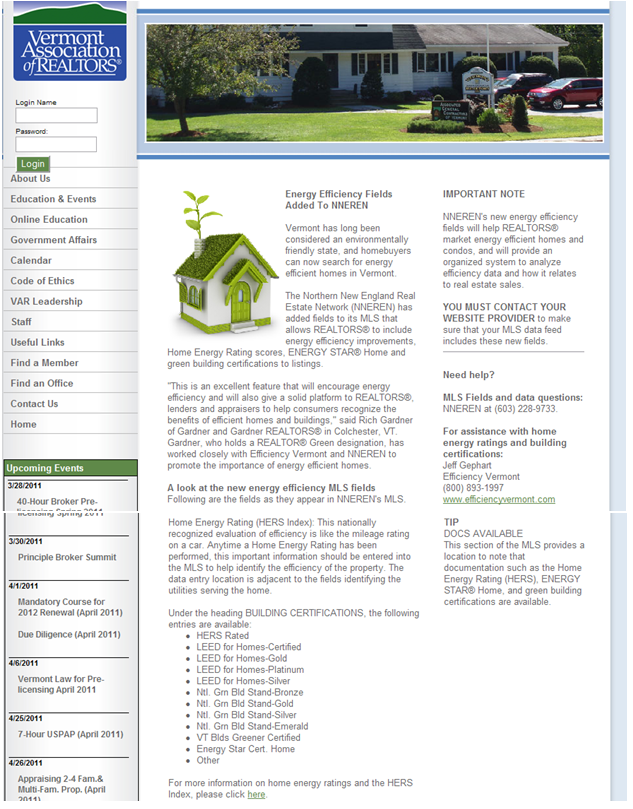 Vermont
Association
of REALTORS®
Login Name
Password:
Login
About Us
Education & Events
Online Education
Government Affairs
Calendar
Code of Ethics
VAR Leadership
Staff
Useful Links
Find a Member
Find an Office
Contact Us
Home
Upcoming Events
3/28/2011
40-Hour Broker Pre-
licensing Spring 2011
3/30/2011
Principle Broker Summit
4/1/2011
Mandatory Course for
2012 Renewal (April 2011)
Due Diligence (April 2011)
4/6/2011
Vermont Law for Pre-
licensing April 2011
4/25/2011
7-Hour USPAP (April 2011)
4/26/2011
Appraising 2-4 Fam.&
Multi-Fam. Prop. (April
2011)
Energy Efficiency Fields
Added To NNEREN
Vermont has long been
considered an environmentally
friendly state, and homebuyers
can now search for energy
efficient homes in Vermont.
The Northern New England Real
Estate Network (NNEREN) has
added fields to its MLS that
allows REALTORS® to include
energy efficiency improvements,
Home Energy Rating scores, ENERGY STAR® Home and
green building certifications to listings.
"This is an excellent feature that will encourage energy
efficiency and will also give a solid platform to REALTORS®,
lenders and appraisers to help consumers recognize the
benefits of efficient homes and buildings," said Rich Gardner
of Gardner and Gardner REALTORS® in Colchester, VT.
Gardner, who holds a REALTOR® Green designation, has
worked closely with Efficiency Vermont and NNEREN to
promote the importance of energy efficient homes.
A look at the new energy efficiency MLS fields
Following are the fields as they appear in NNEREN's MLS.
Home Energy Rating (HERS Index): This nationally
recognized evaluation of efficiency is like the mileage rating
on a car. Anytime a Home Energy Rating has been
performed, this important information should be entered into
the MLS to help identify the efficiency of the property. The
data entry location is adjacent to the fields identifying the
utilities serving the home.
Under the heading BUILDING CERTIFICATIONS, the following
entries are available:
• HERS Rated
• LEED for Homes-Certified
• LEED for Homes-Gold
• LEED for Homes-Platinum
• LEED for Homes-Silver
• Ntl. Grn Bld Stand-Bronze
• Ntl. Grn Bld Stand-Gold
• Ntl. Grn Bld Stand-Silver
• Ntl. Grn Bld Stand-Emerald
• VT Blds Greener Certified
• Energy Star Cert. Home
• Other
For more information on home energy ratings and the HERS
Index, please click here.
IMPORTANT NOTE
NNEREN's new energy efficiency
fields will help REALTORS®
market energy efficient homes and
condos, and will provide an
organized system to analyze
efficiency data and how it relates
to real estate sales.
YOU MUST CONTACT YOUR
WEBSITE PROVIDER to make
sure that your MLS data feed
includes these new fields.
Need help?
MLS Fields and data questions:
NNEREN at (603) 228-9733.
For assistance with home
energy ratings and building
certifications:
Jeff Gephart
Efficiency Vermont
(800) 893-1997
www.efficiencyvermont.com
TIP
DOCS AVAILABLE
This section of the MLS provides a
location to note that
documentation such as the Home
Energy Rating (HERS), ENERGY
STAR® Home, and green building
certifications are available.